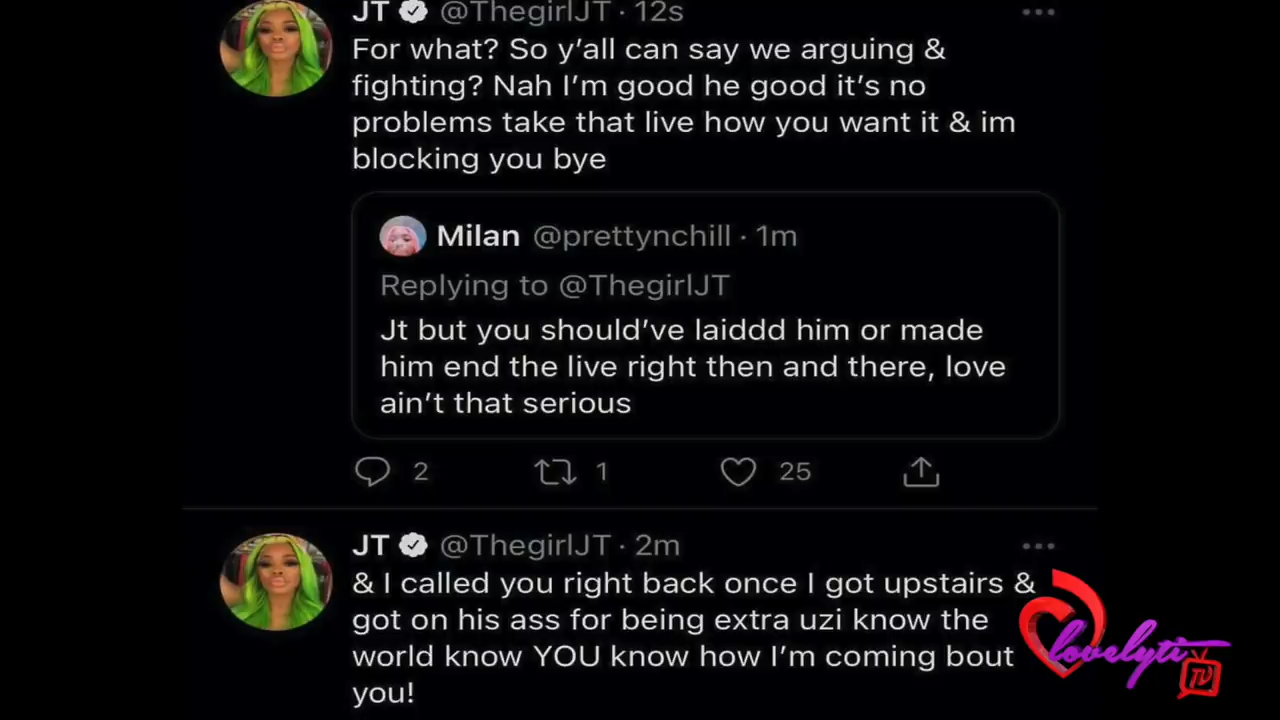 JT @ThegirlJT · 12s
For what? So y'all can say we arguing &
fighting? Nah I'm good he good it's no
problems take that live how you want it & im
blocking you bye
Milan @prettynchill · 1m
Replying to @ThegirlJT
Jt but you should've laiddd him or made
him end the live right then and there, love
ain't that serious
2 1 25
JT @ThegirlJT · 2m
& I called you right back once I got upstairs &
got on his ass for being extra uzi know the
world know YOU know how I'm coming bout
you!
lovelyti
TV